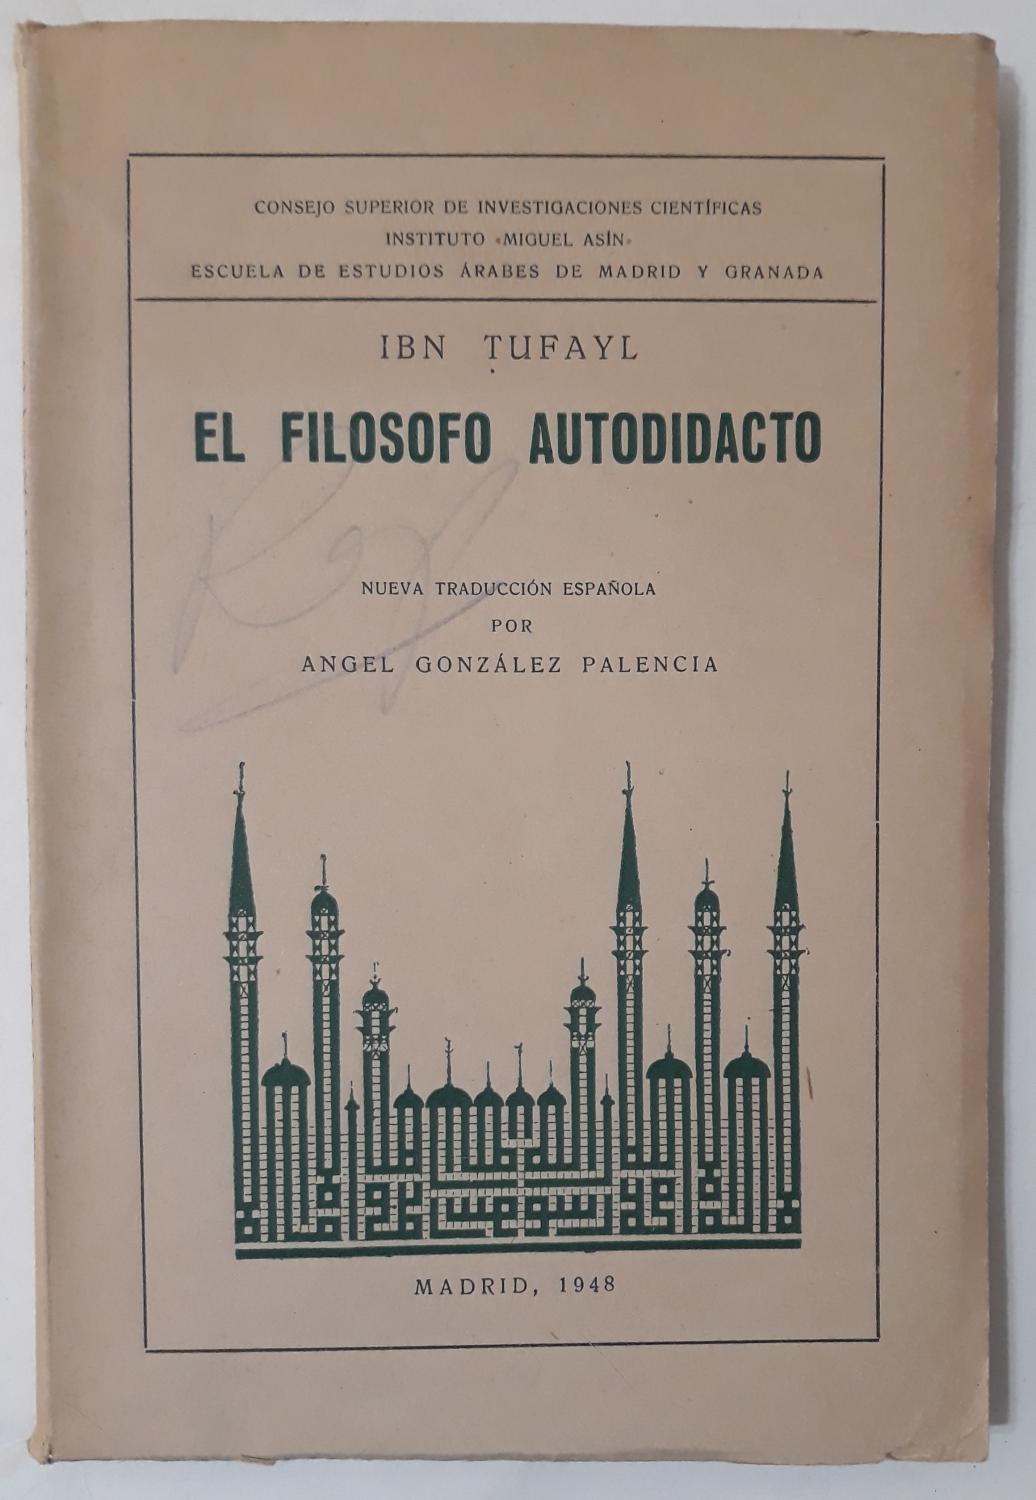 CONSEJO SUPERIOR DE INVESTIGACIONES CIENTÍFICAS
INSTITUTO «MIGUEL ASÍN»
ESCUELA DE ESTUDIOS ÁRABES DE MADRID Y GRANADA
IBN TUFAYL
EL FILOSOFO AUTODIDACTO
NUEVA TRADUCCIÓN ESPAÑOLA
POR
ANGEL GONZÁLEZ PALENCIA
MADRID, 1948